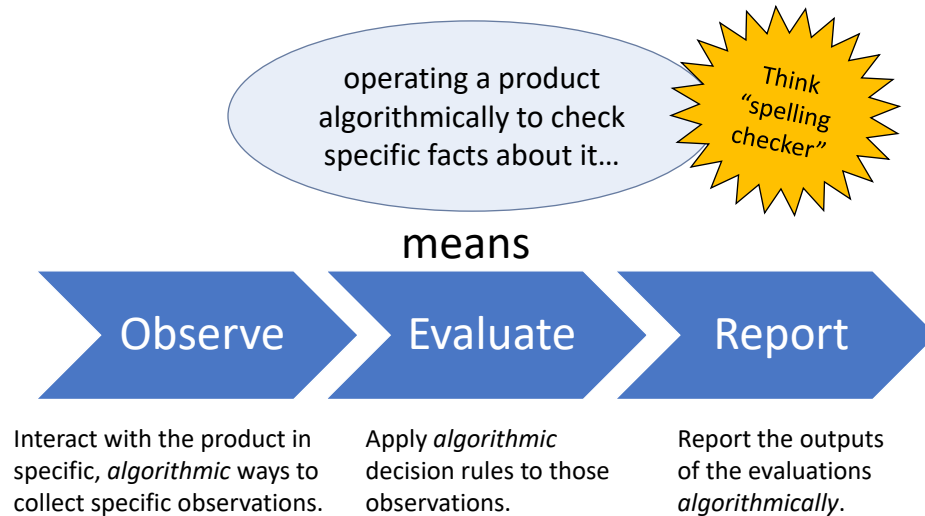 operating a product
algorithmically to check
specific facts about it…
Think
“spelling
checker”
means
Observe
Evaluate
Report
Interact with the product in
specific, algorithmic ways to
collect specific observations.
Apply algorithmic
decision rules to those
observations.
Report the outputs
of the evaluations
algorithmically.